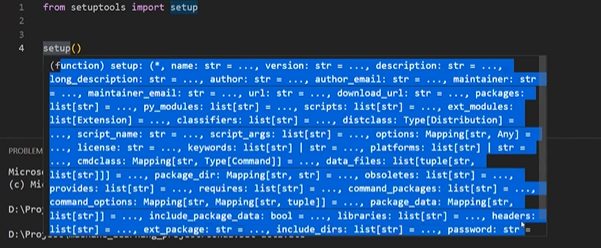 1 from setuptools import setup
2
3
4 setup()
(function) setup: (*, name: str = ..., version: str = ..., description: str = ...,
long_description: str = ..., author: str = ..., author_email: str = ..., maintainer: str
= ..., maintainer_email: str = ..., url: str = ..., download_url: str = ..., packages:
list[str] = ..., py_modules: list[str] = ..., scripts: list[str] = ..., ext_modules:
list[Extension] = ..., classifiers: list[str] = ..., distclass: Type[Distribution] =
..., script_name: str = ..., script_args: list[str] = ..., options: Mapping[str, Any] =
..., license: str = ..., keywords: list[str] | str = ..., platforms: list[str] | str =
..., cmdclass: Mapping[str, Type[Command]] = ..., data_files: list[tuple[str,
list[str]]] = ..., package_dir: Mapping[str, str] = ..., obsoletes: list[str] = ...,
provides: list[str] = ..., requires: list[str] = ..., command_packages: list[str] = ...,
command_options: Mapping[str, Mapping[str, tuple]] = ..., package_data: Mapping[str,
list[str]] = ..., include_package_data: bool = ..., libraries: list[str] = ..., headers:
list[str] = ..., ext_package: str = ..., include_dirs: list[str] = ..., password: str =
PROBLEM
Micros
(c) Mi
D:\Pro